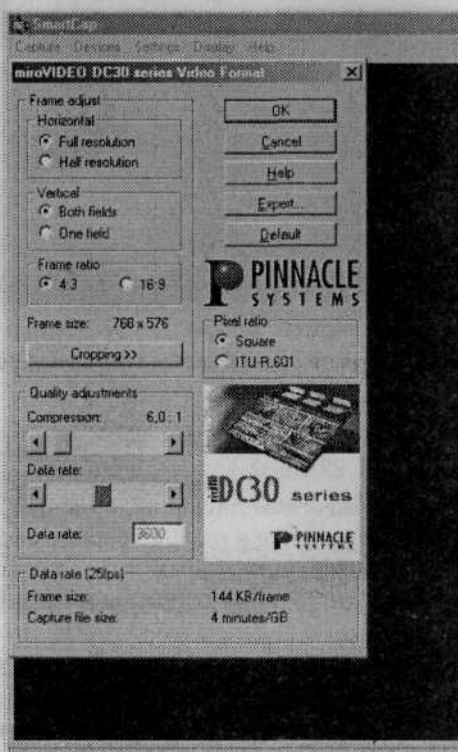 SmartCap
Capture Devices Settings Display Help
miroVIDEO DC30 series Video Format
Frame adjust
Horizontal
Full resolution
Half resolution
Vertical
Both fields
One field
Frame ratio
4:3 16:9
Frame size: 768 x 576
Cropping >>
OK
Cancel
Help
Expert...
Default
PINNACLE
SYSTEMS
Pixel ratio
Square
ITU-R.601
Quality adjustments
Compression: 6,0 : 1
Data rate:
Data rate: 3600
DC30 series
PINNACLE
SYSTEMS
Data rate (25fps)
Frame size: 144 KB/frame
Capture file size: 4 minutes/GB